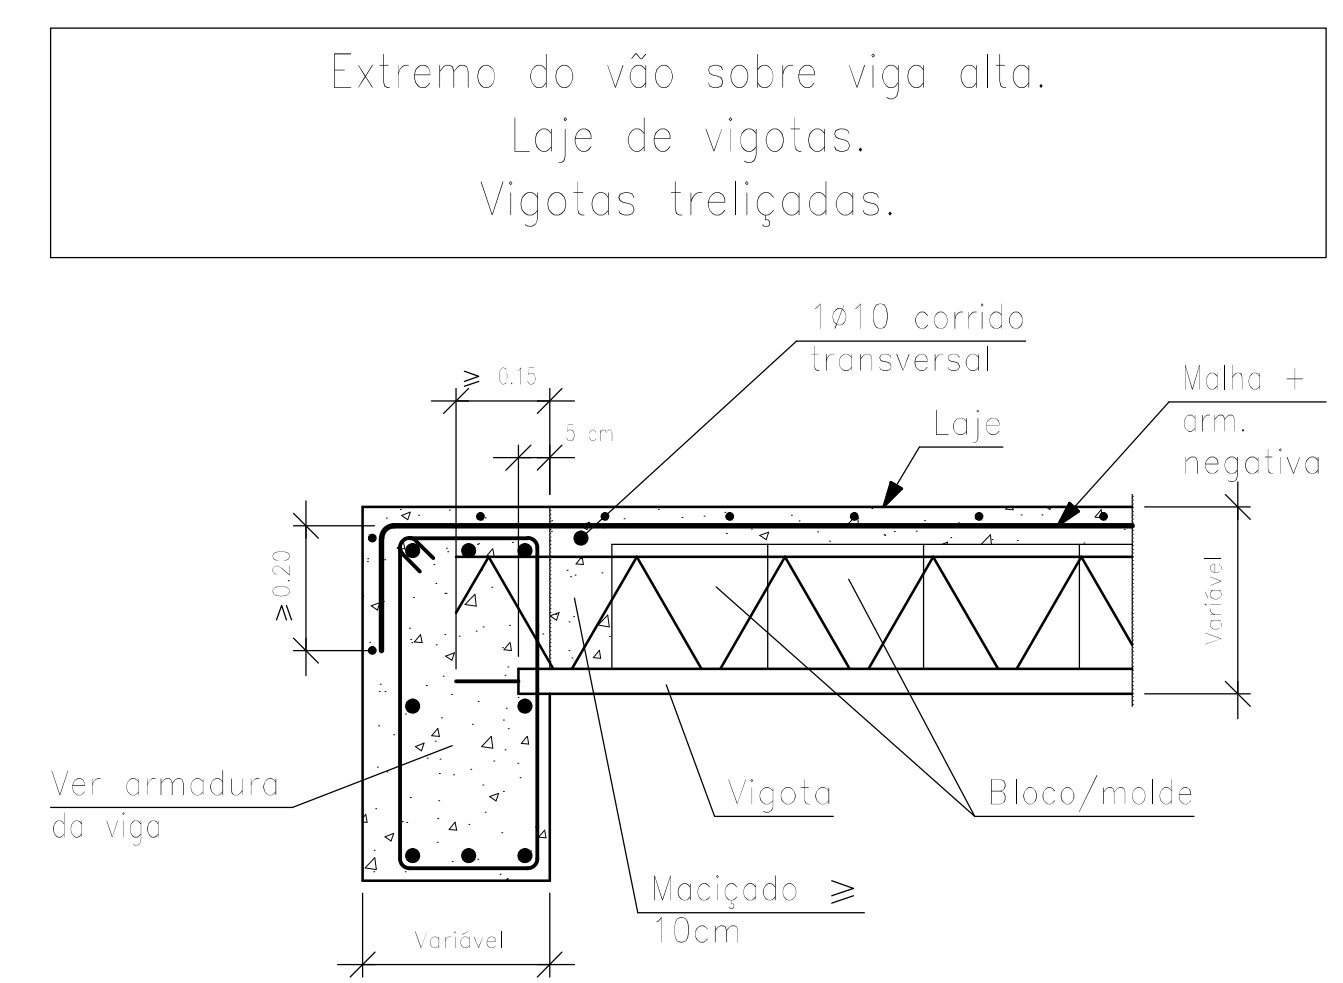 Extremo do vão sobre viga alta.
Laje de vigotas.
Vigotas treliçadas.
1ø10 corrido
transversal
≥ 0.15
Malha +
arm.
negativa
Laje
5 cm
≥0.20
Variável
Ver armadura
da viga
Vigota
Bloco/molde
Maciçado ≥
10cm
Variável